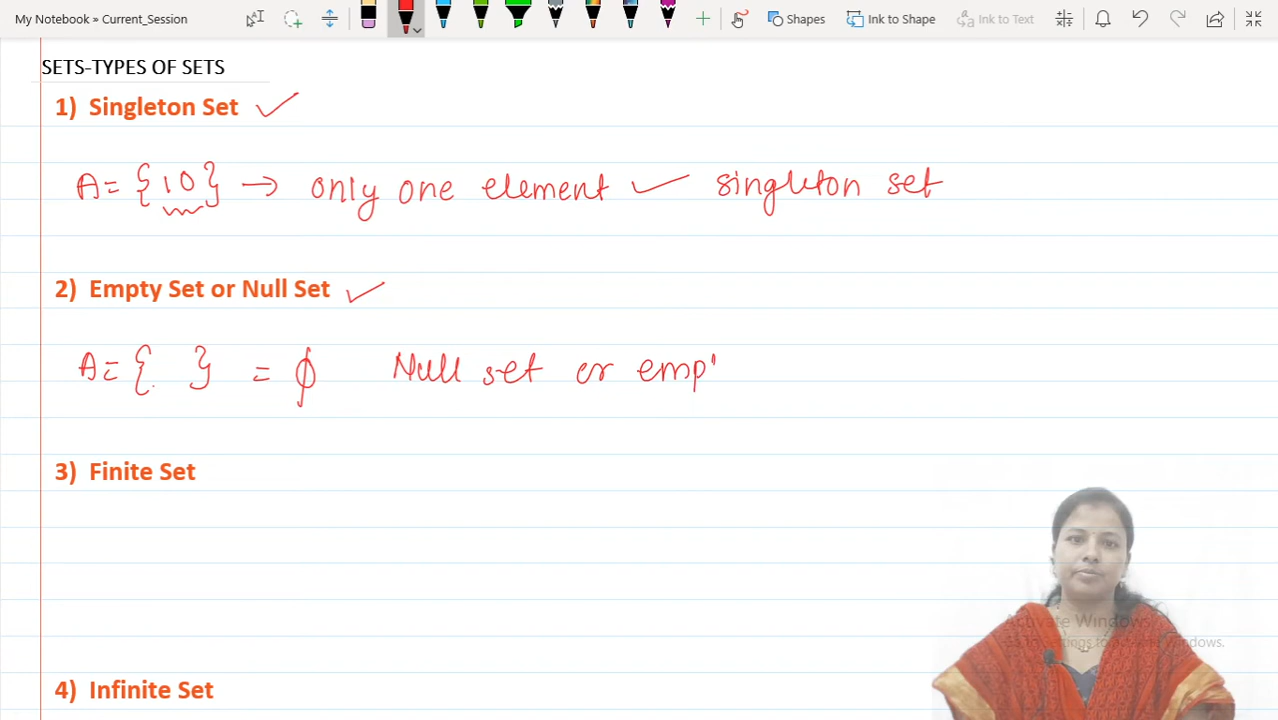 My Notebook » Current_Session
Shapes Ink to Shape Ink to Text
SETS-TYPES OF SETS
1) Singleton Set
A = {10} → only one element ✓ singleton set
2) Empty Set or Null Set
A = { } = ϕ Null set or emp
3) Finite Set
Activate Windows
4) Infinite Set